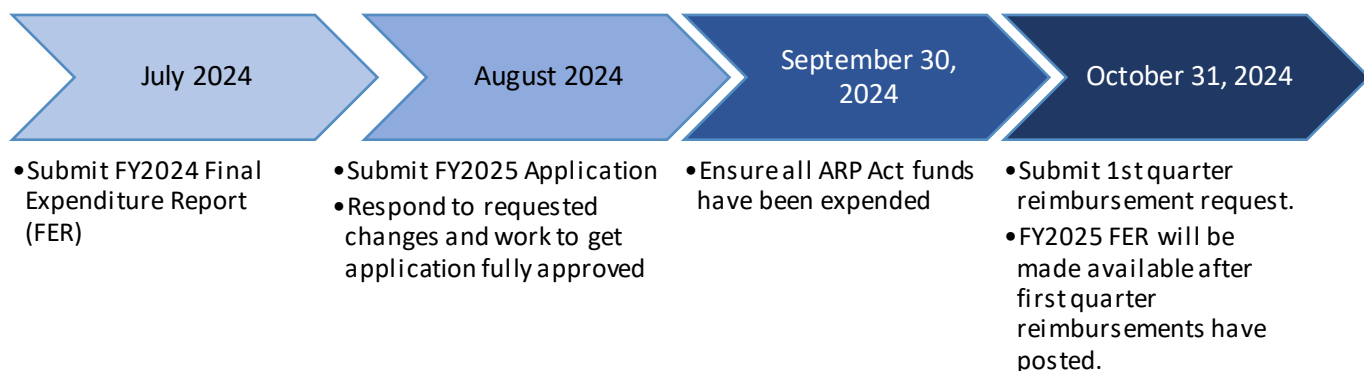 July 2024
August 2024
September 30,
2024
October 31, 2024
•Submit FY2024 Final
Expenditure Report
(FER)
•Submit FY2025 Application
•Respond to requested
changes and work to get
application fully approved
•Ensure all ARP Act funds
have been expended
•Submit 1st quarter
reimbursement request.
•FY2025 FER will be
made available after
first quarter
reimbursements have
posted.